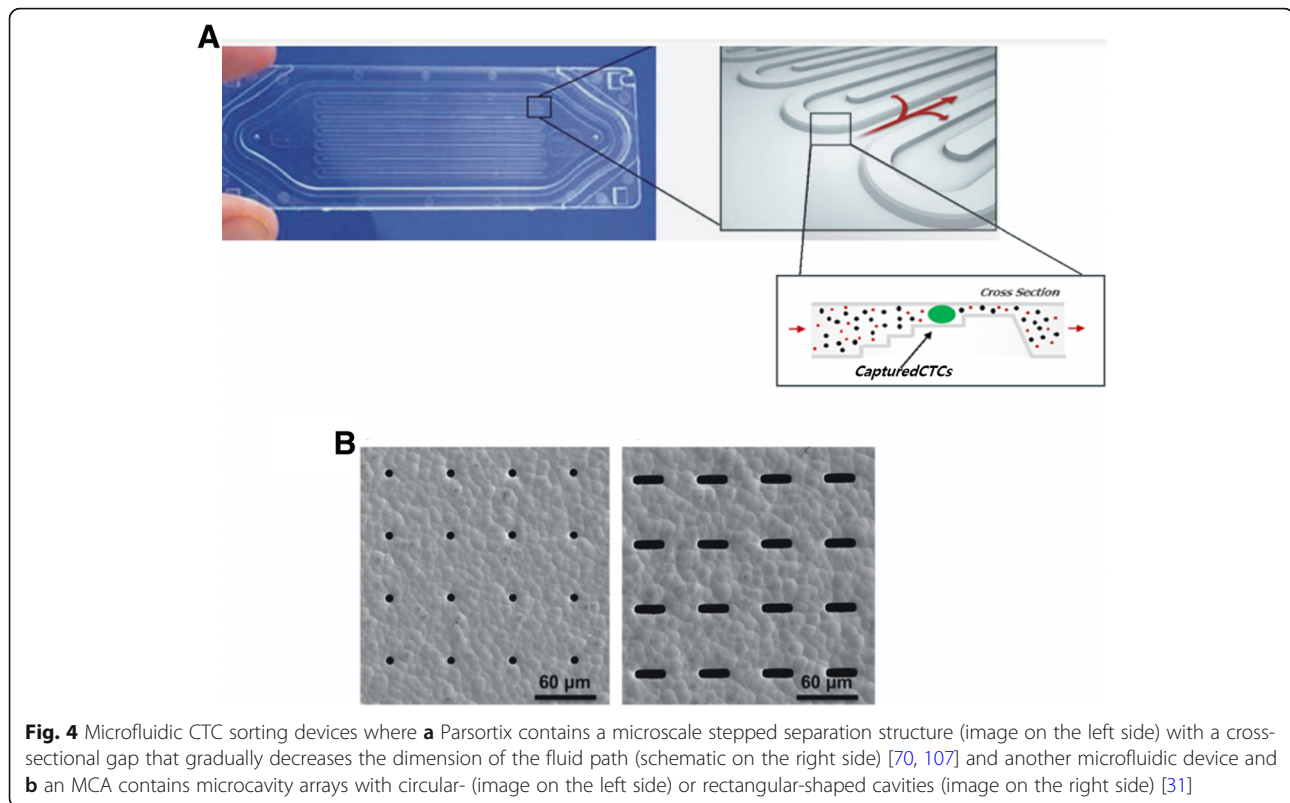 A
Cross Section
CapturedCTCs
B
60 μm
60 μm
Fig. 4 Microfluidic CTC sorting devices where a Parsortix contains a microscale stepped separation structure (image on the left side) with a cross-
sectional gap that gradually decreases the dimension of the fluid path (schematic on the right side) [70, 107] and another microfluidic device and
b an MCA contains microcavity arrays with circular- (image on the left side) or rectangular-shaped cavities (image on the right side) [31]